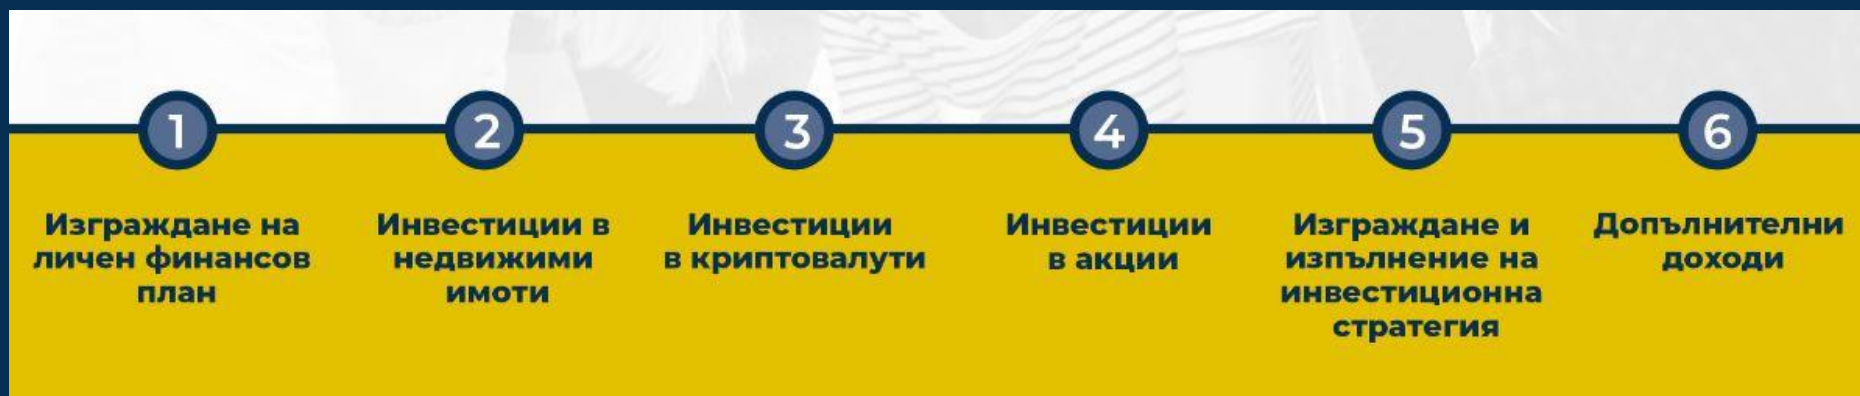 1
Изграждане на
личен финансов
план
2
Инвестиции в
недвижими
имоти
3
Инвестиции
в криптовалути
4
Инвестиции
в акции
5
Изграждане и
изпълнение на
инвестиционна
стратегия
6
Допълнителни
доходи